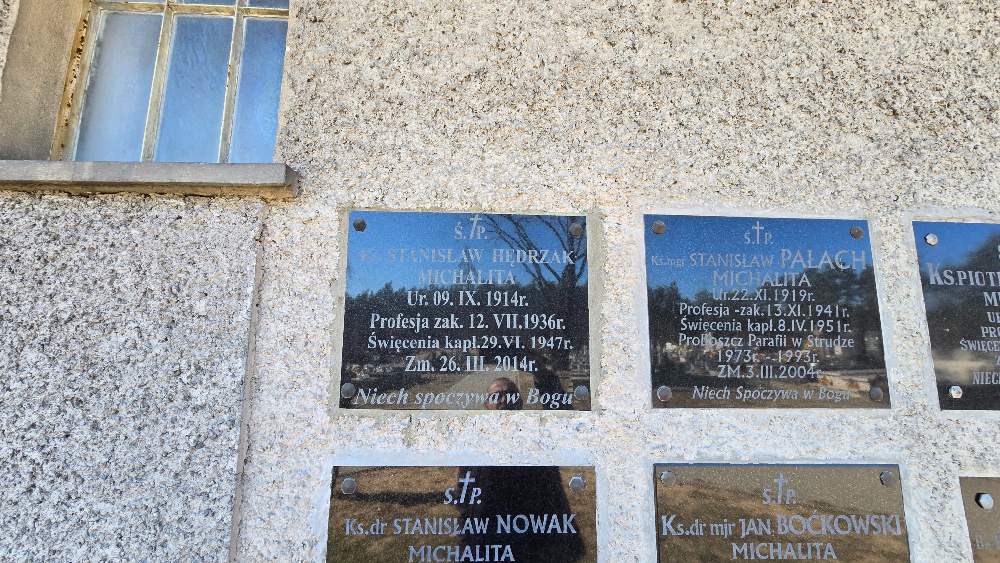 Ś.†P.
Ks. STANISŁAW HĘDRZAK
MICHALITA
Ur. 09. IX. 1914r.
Profesja zak. 12. VII.1936r.
Święcenia kapł.29. VI. 1947r.
Zm. 26. III. 2014r.
Niech spoczywa w Bogu
Ś.†P.
Ks.mgr STANISŁAW PAŁACH
MICHALITA
Ur.22.XI.1919r.
Profesja -zak.13.XI.1941r.
Święcenia kapł.8.IV.1951r.
Proboszcz Parafii w Strudze
1973r. -1993r.
ZM.3.III.2004r.
Niech Spoczywa w Bogu
KS.PIOTR
ŚWIĘCE
NIECH
Ś.†P.
Ks.dr STANISŁAW NOWAK
MICHALITA
Ś.†P.
Ks.dr mjr JAN BOĆKOWSKI
MICHALITA